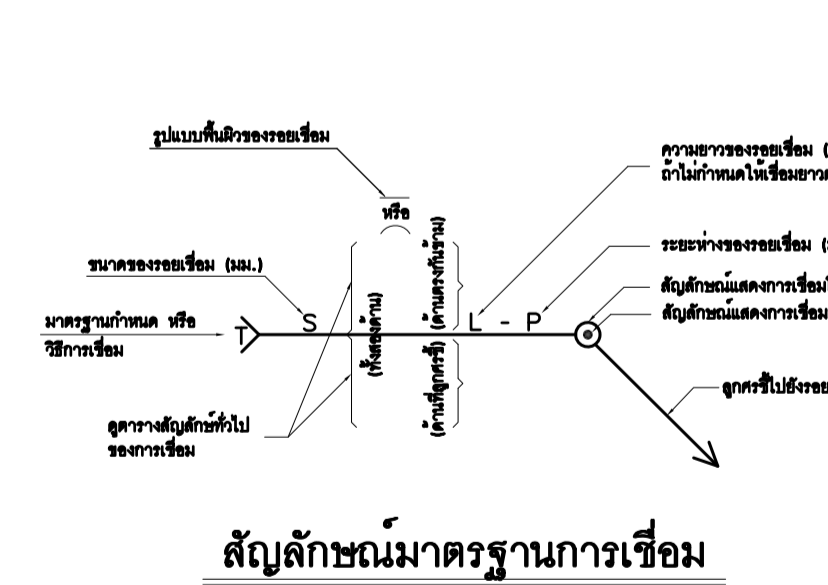 รูปแบบพื้นผิวของรอยเชื่อม
ความยาวของรอยเชื่อม (
ถ้าไม่กำหนดให้เชื่อมยาวต
หรือ
ขนาดของรอยเชื่อม (มม.)
(ด้านตรงกันข้าม)
ระยะห่างของรอยเชื่อม (
สัญลักษณ์แสดงการเชื่อม
สัญลักษณ์แสดงการเชื่อม
มาตรฐานกำหนด หรือ
วิธีการเชื่อม
T
S
(ทั้งสองด้าน)
L - P
(ด้านที่ลูกศรชี้)
ลูกศรชี้ไปยังรอย
ดูตารางสัญลักษ์ทั่วไป
ของการเชื่อม
สัญลักษณ์มาตรฐานการเชื่อม